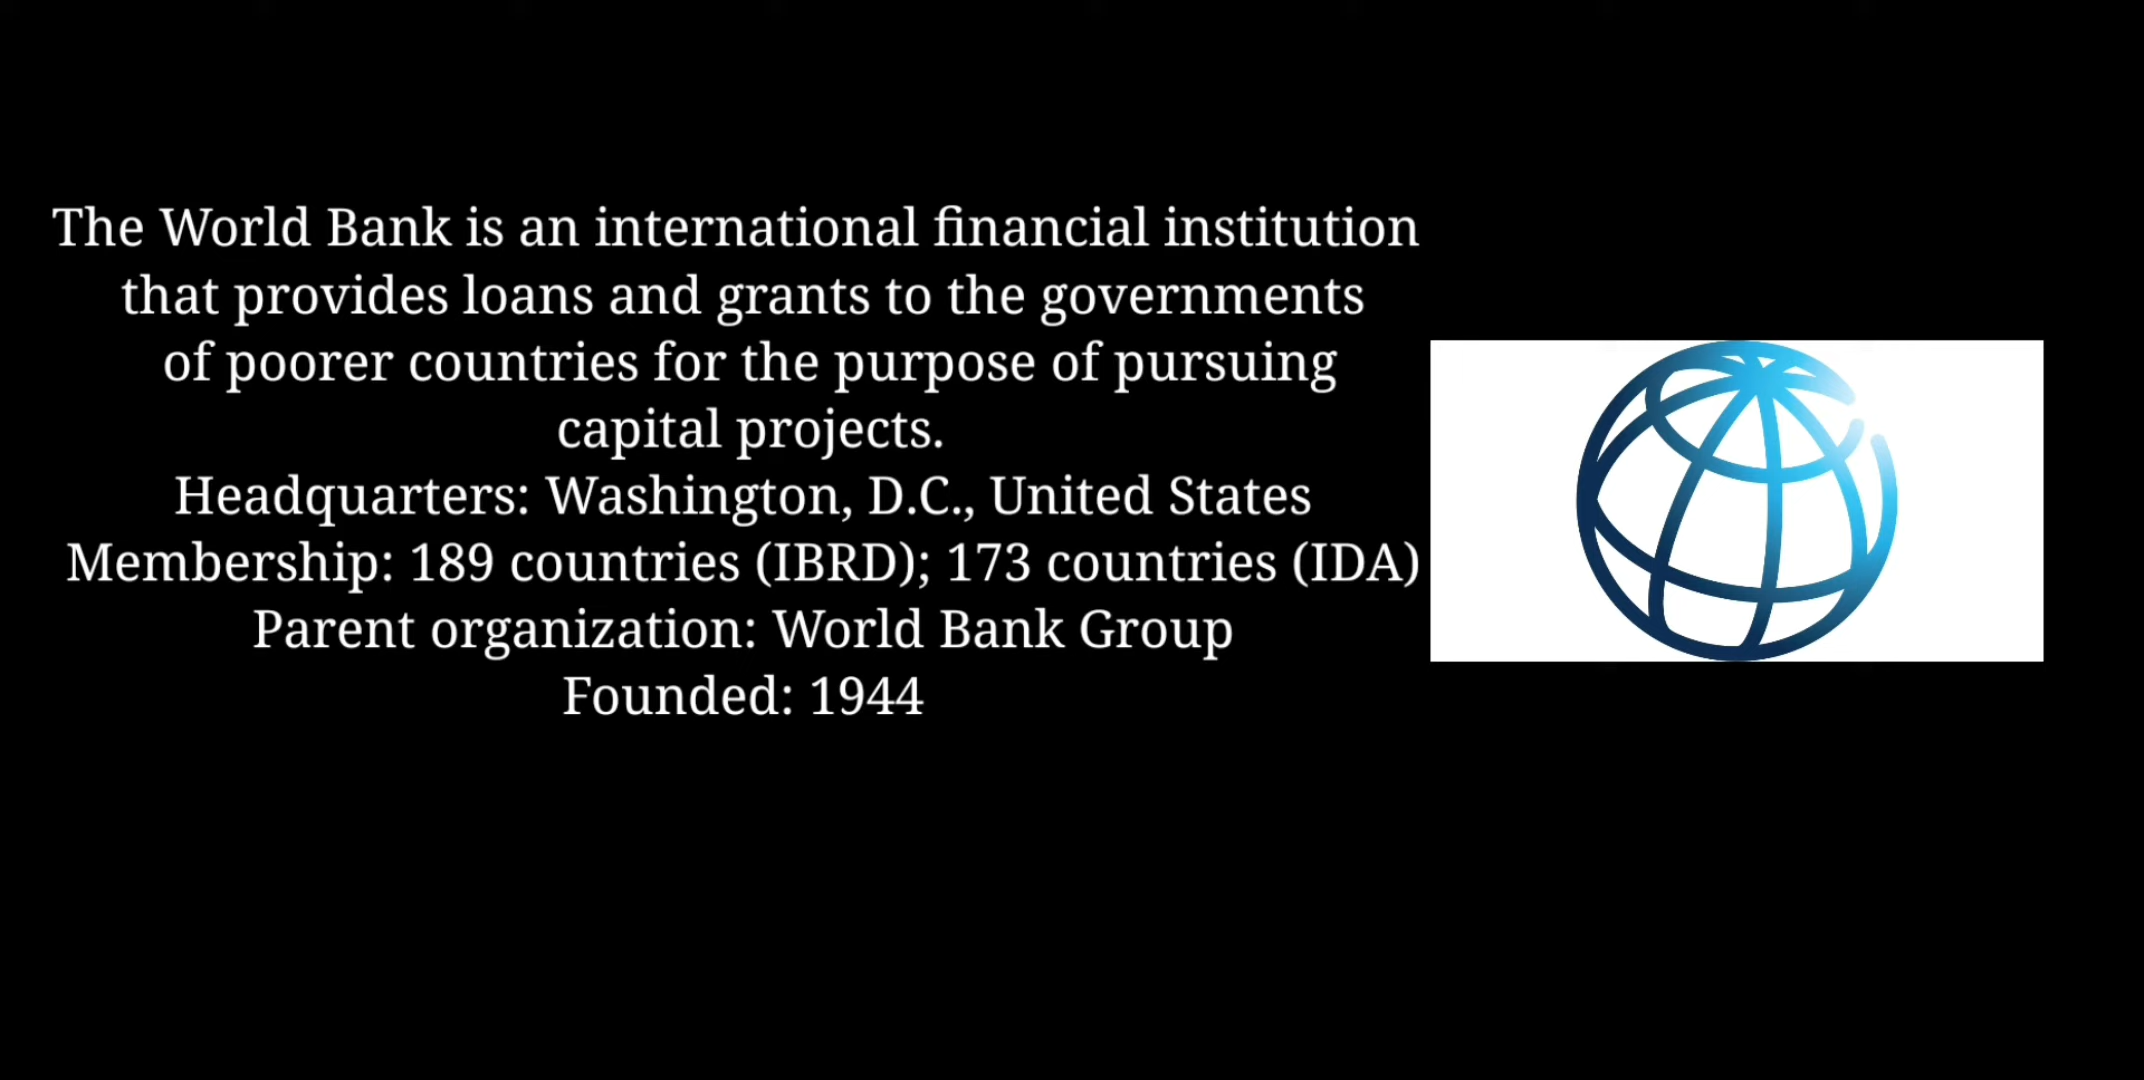 The World Bank is an international financial institution
that provides loans and grants to the governments
of poorer countries for the purpose of pursuing
capital projects.
Headquarters: Washington, D.C., United States
Membership: 189 countries (IBRD); 173 countries (IDA)
Parent organization: World Bank Group
Founded: 1944